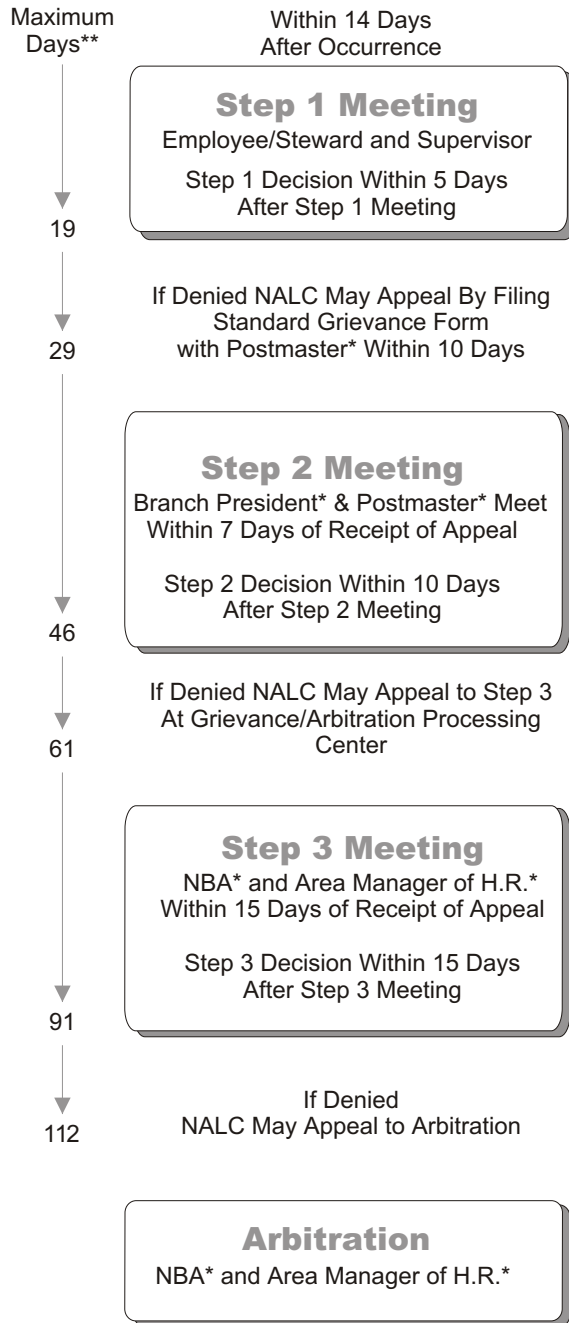 Maximum
Days**
Within 14 Days
After Occurrence
Step 1 Meeting
Employee/Steward and Supervisor
Step 1 Decision Within 5 Days
After Step 1 Meeting
19
If Denied NALC May Appeal By Filing
Standard Grievance Form
with Postmaster* Within 10 Days
29
Step 2 Meeting
Branch President* & Postmaster* Meet
Within 7 Days of Receipt of Appeal
Step 2 Decision Within 10 Days
After Step 2 Meeting
46
If Denied NALC May Appeal to Step 3
At Grievance/Arbitration Processing
Center
61
Step 3 Meeting
NBA* and Area Manager of H.R.*
Within 15 Days of Receipt of Appeal
Step 3 Decision Within 15 Days
After Step 3 Meeting
91
If Denied
NALC May Appeal to Arbitration
112
Arbitration
NBA* and Area Manager of H.R.*